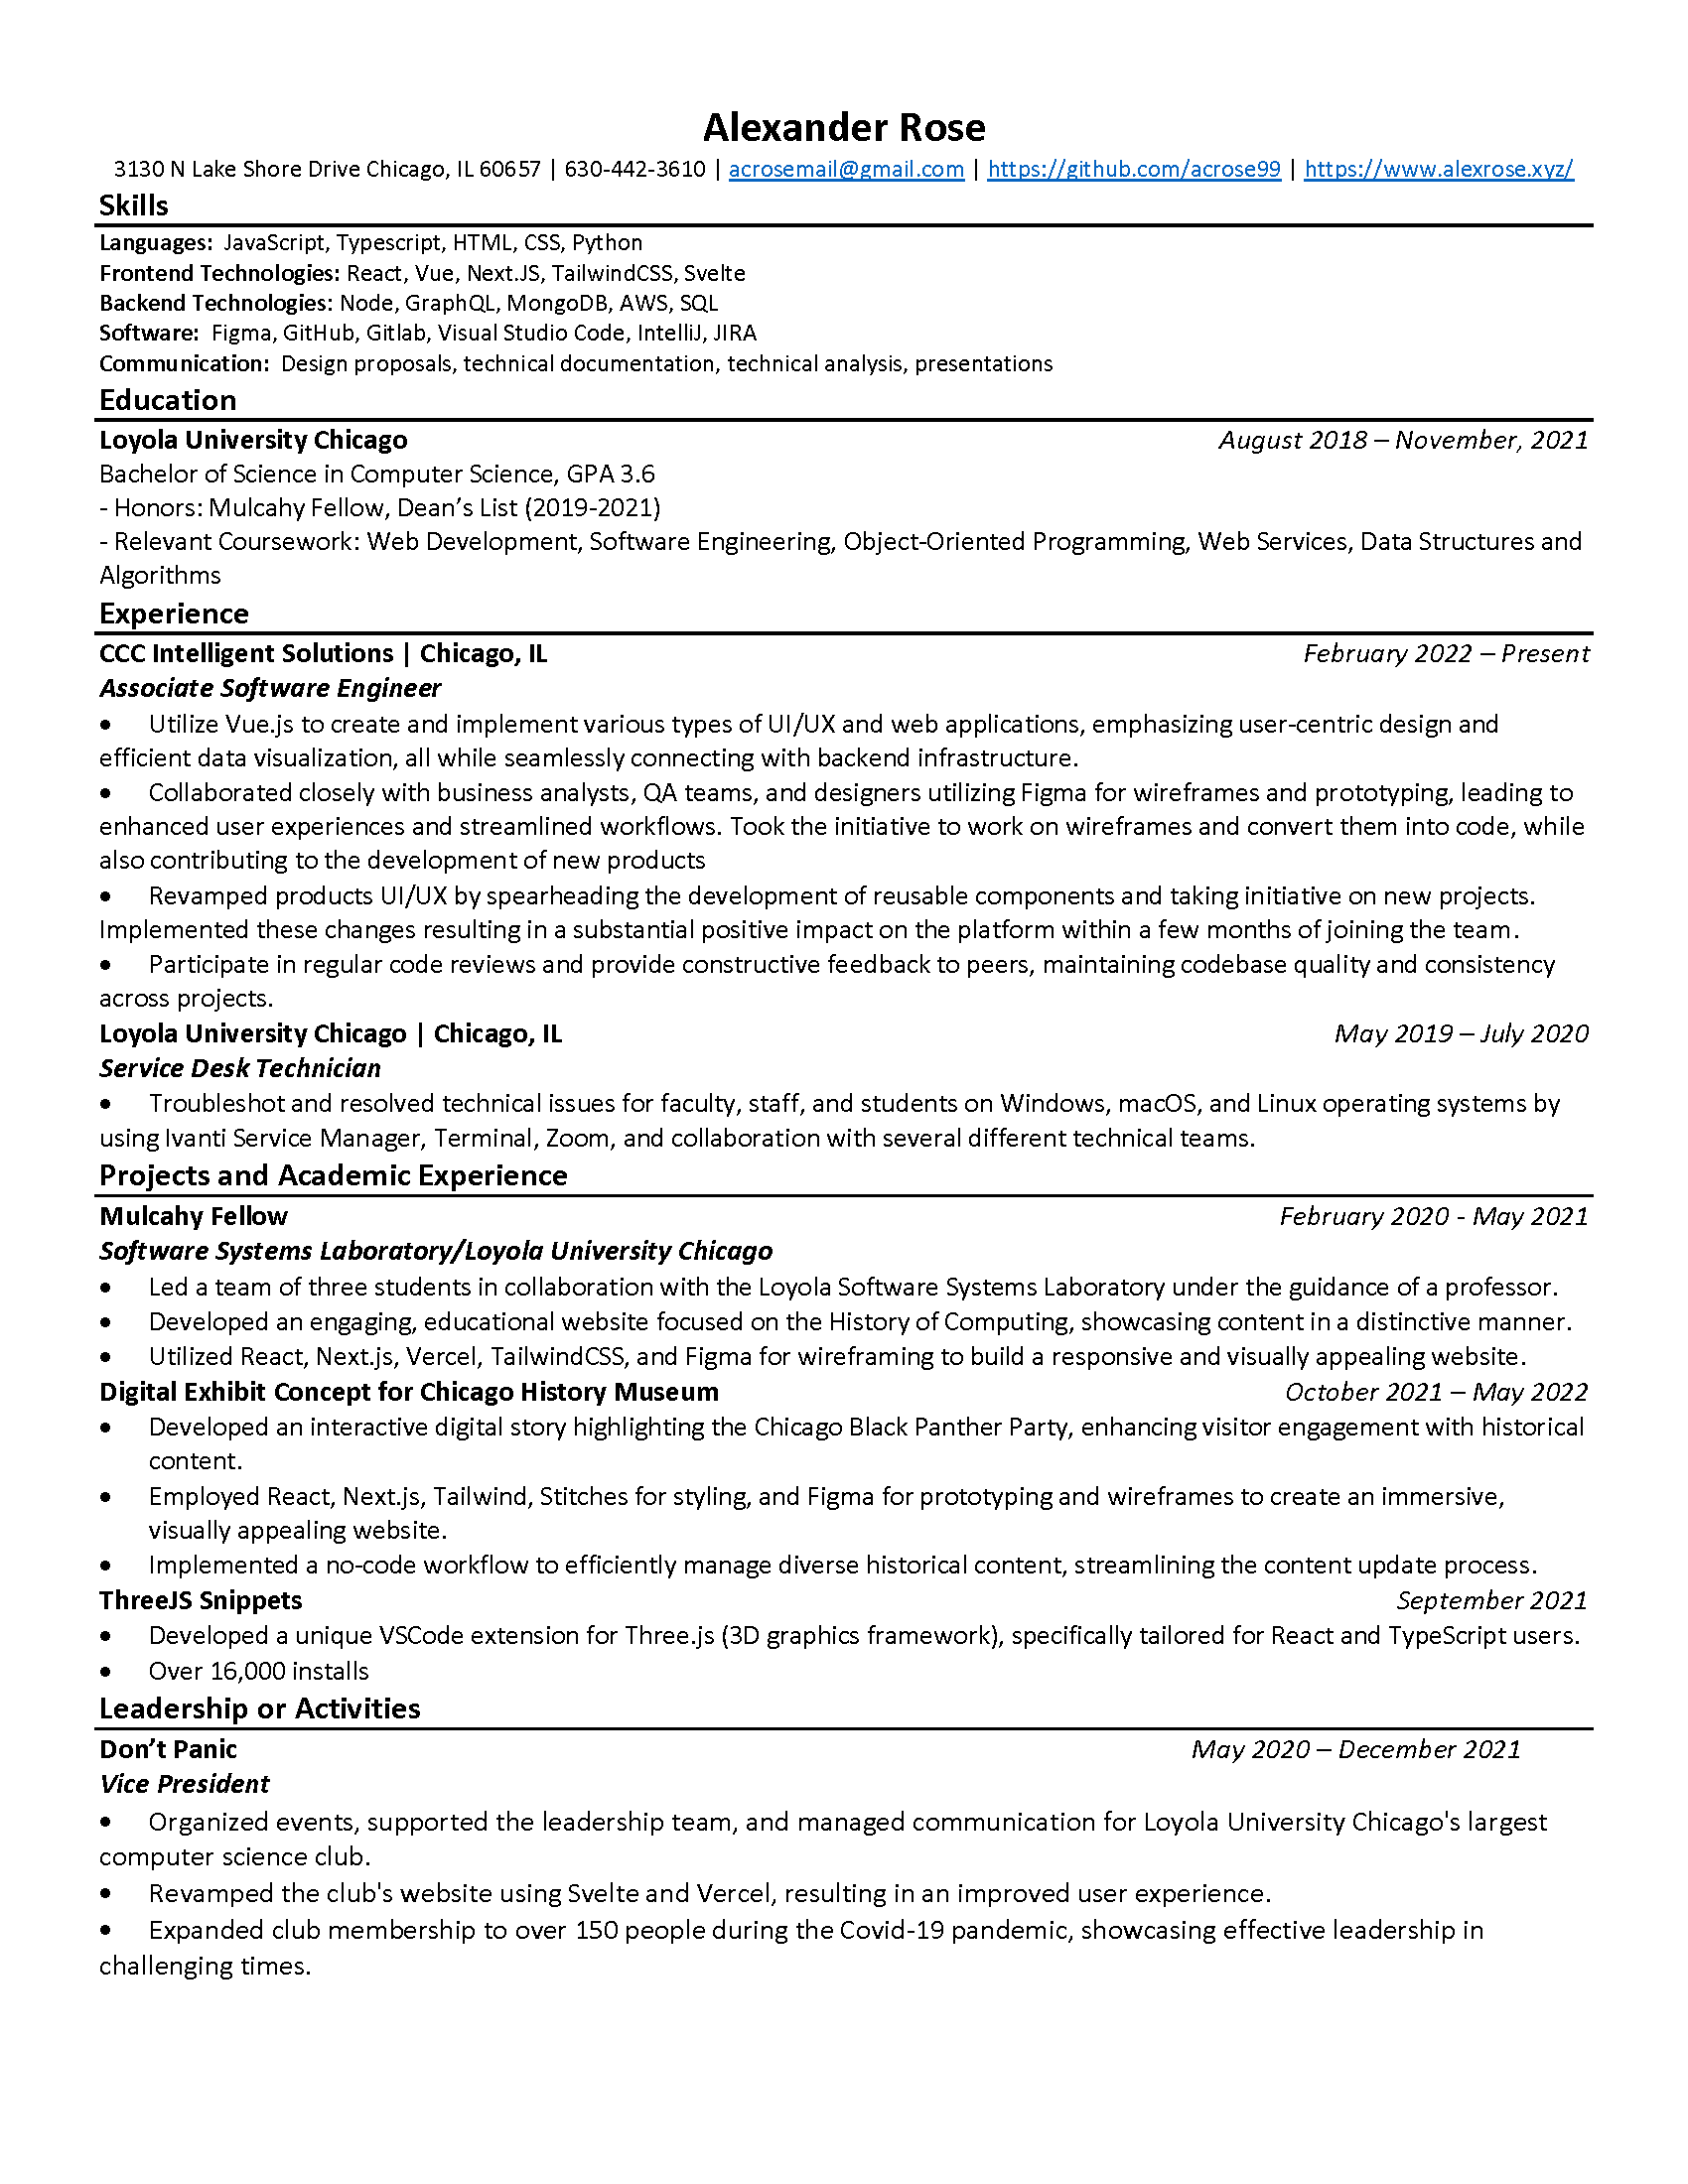 Alexander Rose
3130 N Lake Shore Drive Chicago, IL 60657 | 630-442-3610 | acrosemail@gmail.com | https://github.com/acrose99 | https://www.alexrose.xyz/
Skills
Languages: JavaScript, Typescript, HTML, CSS, Python
Frontend Technologies: React, Vue, Next.JS, TailwindCSS, Svelte
Backend Technologies: Node, GraphQL, MongoDB, AWS, SQL
Software: Figma, GitHub, Gitlab, Visual Studio Code, IntelliJ, JIRA
Communication: Design proposals, technical documentation, technical analysis, presentations
Education
Loyola University Chicago August 2018 – November, 2021
Bachelor of Science in Computer Science, GPA 3.6
- Honors: Mulcahy Fellow, Dean’s List (2019-2021)
- Relevant Coursework: Web Development, Software Engineering, Object-Oriented Programming, Web Services, Data Structures and
Algorithms
Experience
CCC Intelligent Solutions | Chicago, IL February 2022 – Present
Associate Software Engineer
• Utilize Vue.js to create and implement various types of UI/UX and web applications, emphasizing user-centric design and
efficient data visualization, all while seamlessly connecting with backend infrastructure.
• Collaborated closely with business analysts, QA teams, and designers utilizing Figma for wireframes and prototyping, leading to
enhanced user experiences and streamlined workflows. Took the initiative to work on wireframes and convert them into code, while
also contributing to the development of new products
• Revamped products UI/UX by spearheading the development of reusable components and taking initiative on new projects.
Implemented these changes resulting in a substantial positive impact on the platform within a few months of joining the team.
• Participate in regular code reviews and provide constructive feedback to peers, maintaining codebase quality and consistency
across projects.
Loyola University Chicago | Chicago, IL May 2019 – July 2020
Service Desk Technician
• Troubleshot and resolved technical issues for faculty, staff, and students on Windows, macOS, and Linux operating systems by
using Ivanti Service Manager, Terminal, Zoom, and collaboration with several different technical teams.
Projects and Academic Experience
Mulcahy Fellow February 2020 - May 2021
Software Systems Laboratory/Loyola University Chicago
• Led a team of three students in collaboration with the Loyola Software Systems Laboratory under the guidance of a professor.
• Developed an engaging, educational website focused on the History of Computing, showcasing content in a distinctive manner.
• Utilized React, Next.js, Vercel, TailwindCSS, and Figma for wireframing to build a responsive and visually appealing website.
Digital Exhibit Concept for Chicago History Museum October 2021 – May 2022
• Developed an interactive digital story highlighting the Chicago Black Panther Party, enhancing visitor engagement with historical
content.
• Employed React, Next.js, Tailwind, Stitches for styling, and Figma for prototyping and wireframes to create an immersive,
visually appealing website.
• Implemented a no-code workflow to efficiently manage diverse historical content, streamlining the content update process.
ThreeJS Snippets September 2021
• Developed a unique VSCode extension for Three.js (3D graphics framework), specifically tailored for React and TypeScript users.
• Over 16,000 installs
Leadership or Activities
Don’t Panic May 2020 – December 2021
Vice President
• Organized events, supported the leadership team, and managed communication for Loyola University Chicago's largest
computer science club.
• Revamped the club's website using Svelte and Vercel, resulting in an improved user experience.
• Expanded club membership to over 150 people during the Covid-19 pandemic, showcasing effective leadership in
challenging times.